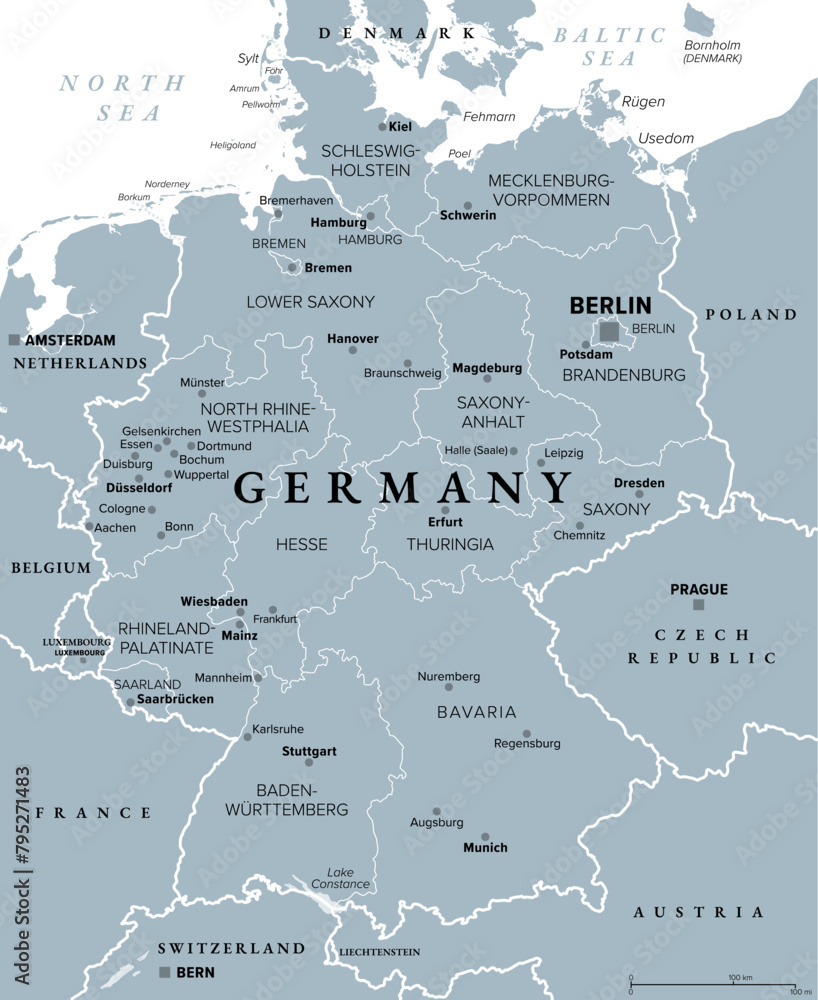 DENMARK
BALTIC
SEA
Bornholm
(DENMARK)
NORTH
SEA
Sylt
Föhr
Amrum
Pellworm
Heligoland
Norderney
Borkum
Fehmarn
Poel
Rügen
Usedom
Kiel
SCHLESWIG-
HOLSTEIN
MECKLENBURG-
VORPOMMERN
Schwerin
Bremerhaven
Hamburg
HAMBURG
BREMEN
Bremen
LOWER SAXONY
BERLIN
BERLIN
Potsdam
BRANDENBURG
POLAND
AMSTERDAM
NETHERLANDS
Hanover
Braunschweig
Magdeburg
SAXONY-
ANHALT
Halle (Saale)
Leipzig
Münster
NORTH RHINE-
WESTPHALIA
Gelsenkirchen
Essen
Dortmund
Bochum
Duisburg
Wuppertal
Düsseldorf
Cologne
Aachen
Bonn
GERMANY
Dresden
SAXONY
Chemnitz
Erfurt
THURINGIA
HESSE
BELGIUM
PRAGUE
CZECH
REPUBLIC
Wiesbaden
Frankfurt
Mainz
RHINELAND-
PALATINATE
LUXEMBOURG
LUXEMBOURG
SAARLAND
Saarbrücken
Mannheim
Nuremberg
BAVARIA
Regensburg
Karlsruhe
Stuttgart
BADEN-
WÜRTTEMBERG
Augsburg
Munich
FRANCE
Lake
Constance
AUSTRIA
SWITZERLAND
BERN
LIECHTENSTEIN
0 100 km
0 100 mi
Adobe Stock | #795271483